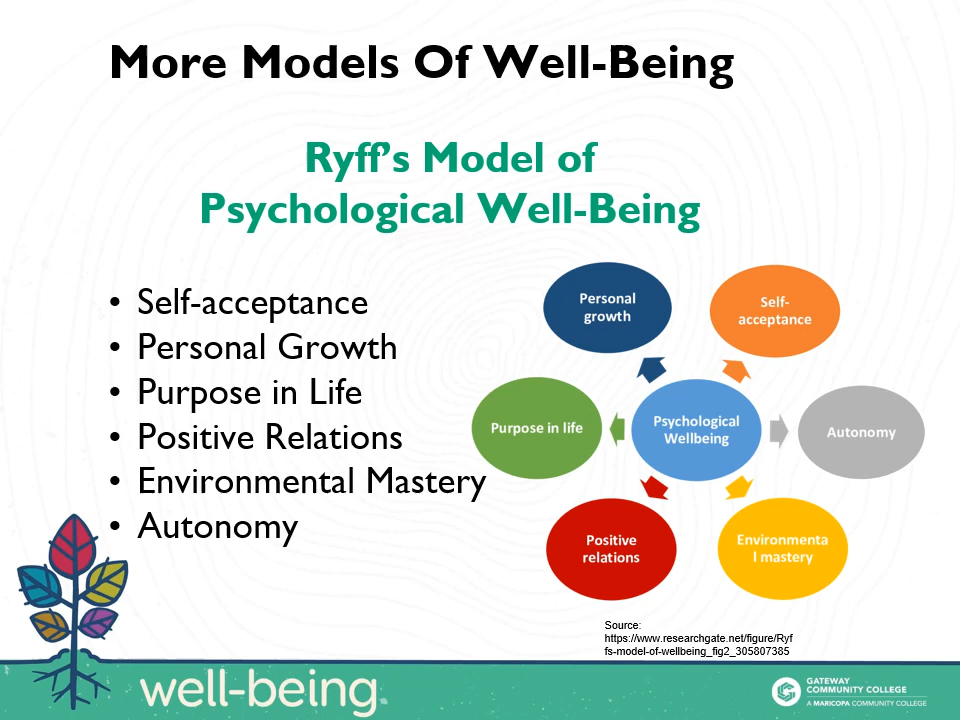 More Models Of Well-Being
Ryff's Model of
Psychological Well-Being
• Self-acceptance
• Personal Growth
• Purpose in Life
• Positive Relations
• Environmental Mastery
• Autonomy
Personal
growth
Self-
acceptance
Purpose in life
Psychological
Wellbeing
Autonomy
Positive
relations
Environmenta
l mastery
Source:
https://www.researchgate.net/figure/Ryf
fs-model-of-wellbeing_fig2_305807385
well-being.
GATEWAY
COMMUNITY COLLEGE
A MARICOPA COMMUNITY COLLEGE